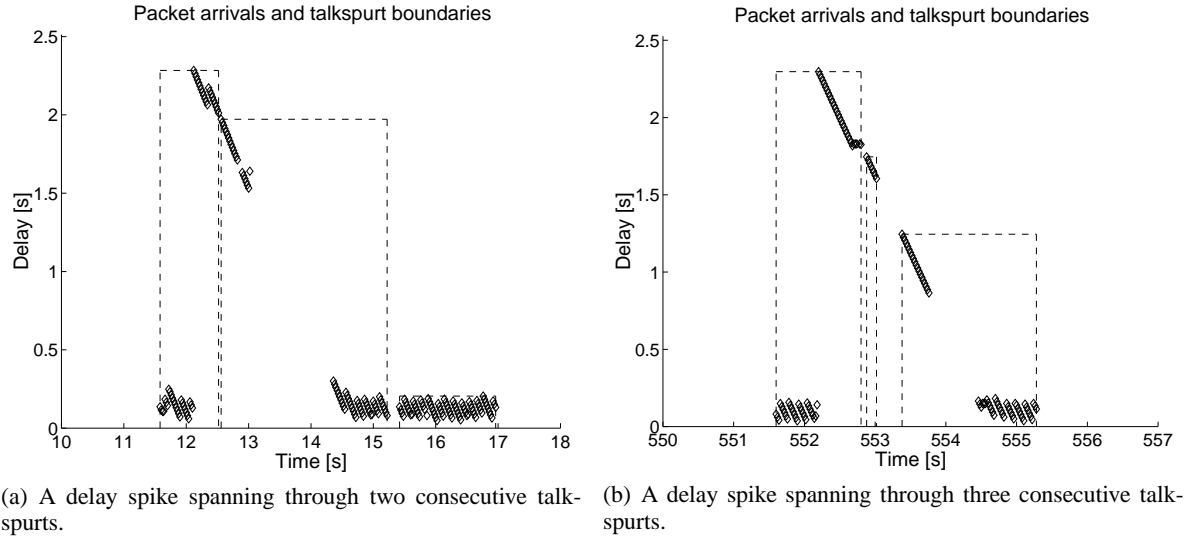 Packet arrivals and talkspurt boundaries
2.5
2
1.5
1
0.5
0
Delay [s]
10 11 12 13 14 15 16 17 18
Time [s]
(a) A delay spike spanning through two consecutive talk-
spurts.
Packet arrivals and talkspurt boundaries
2.5
2
1.5
1
0.5
0
Delay [s]
550 551 552 553 554 555 556 557
Time [s]
(b) A delay spike spanning through three consecutive talk-
spurts.